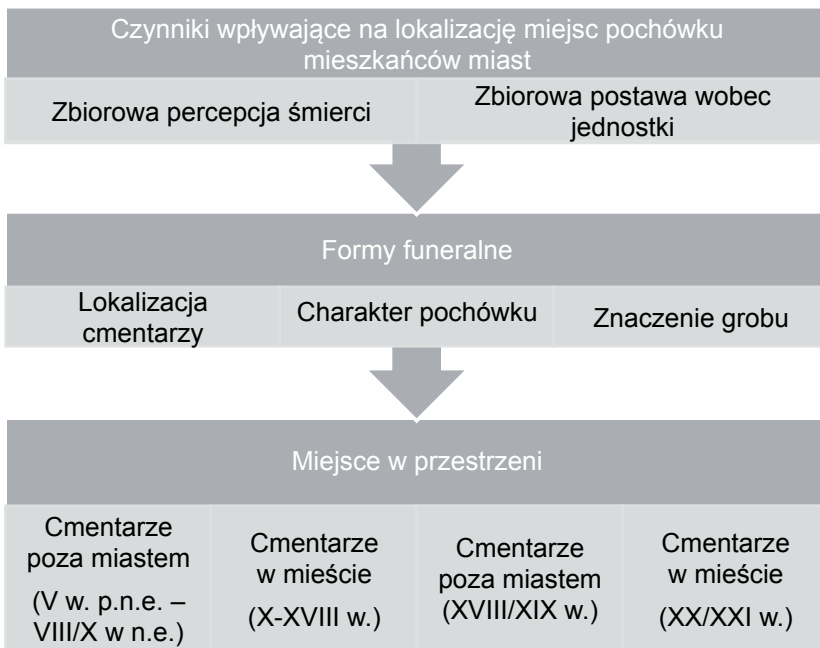 Czynniki wpływające na lokalizację miejsc pochówku
mieszkańców miast
Zbiorowa percepcja śmierci
Zbiorowa postawa wobec
jednostki
Formy funeralne
Lokalizacja
cmentarzy
Charakter pochówku
Znaczenie grobu
Miejsce w przestrzeni
Cmentarze
poza miastem
(V w. p.n.e. –
VIII/X w n.e.)
Cmentarze
w mieście
(X-XVIII w.)
Cmentarze
poza miastem
(XVIII/XIX w.)
Cmentarze
w mieście
(XX/XXI w.)